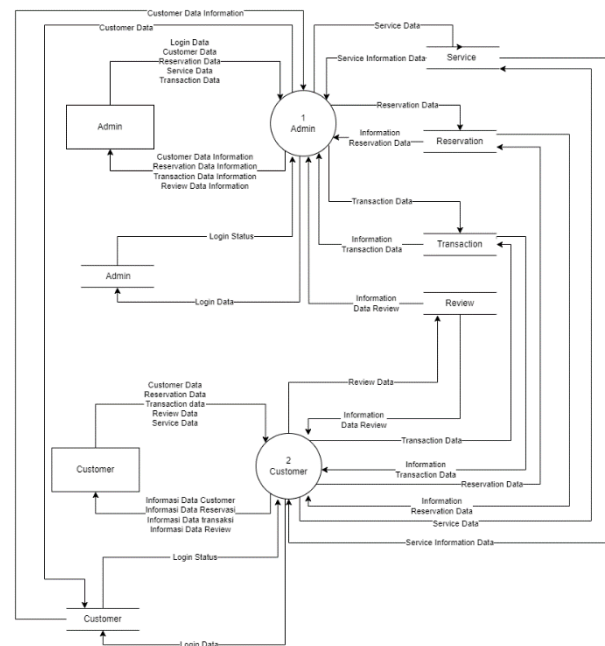 Customer Data Information
Customer Data
Service Data
Login Data
Customer Data
Reservation Data
Service Data
Transaction Data
Service Information Data
Service
Admin
1
Admin
Reservation Data
Information
Reservation Data
Reservation
Customer Data Information
Reservation Data Information
Transaction Data Information
Review Data Information
Transaction Data
Login Status
Information
Transaction Data
Transaction
Admin
Login Data
Information
Data Review
Review
Customer Data
Reservation Data
Transaction data
Review Data
Service Data
Review Data
Information
Data Review
Transaction Data
Customer
2
Customer
Information
Transaction Data
Reservation Data
Informasi Data Customer
Informasi Data Reservasi
Informasi Data transaksi
Informasi Data Review
Information
Reservation Data
Service Data
Service Information Data
Login Status
Customer
Login Data